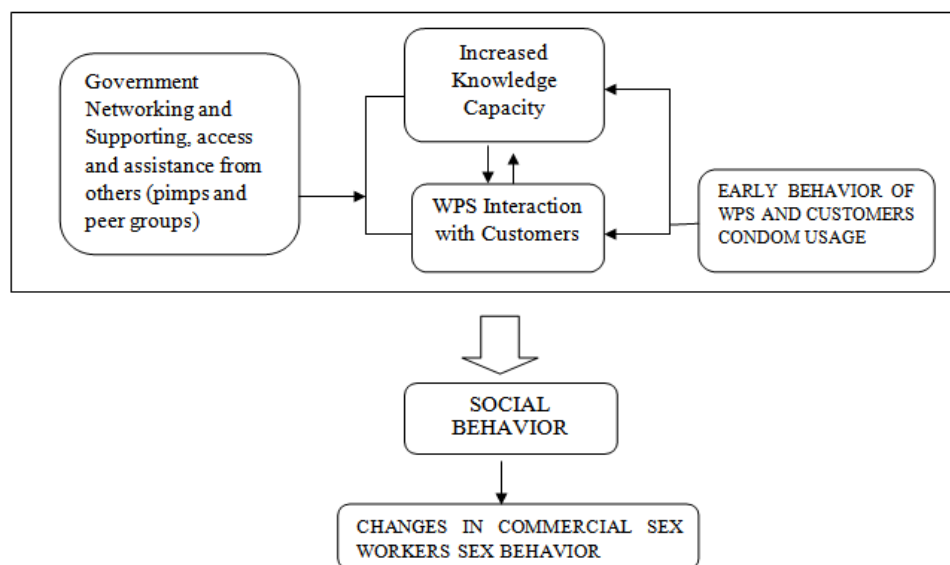 Government
Networking and
Supporting, access
and assistance from
others (pimps and
peer groups)
Increased
Knowledge
Capacity
WPS Interaction
with Customers
EARLY BEHAVIOR OF
WPS AND CUSTOMERS
CONDOM USAGE
SOCIAL
BEHAVIOR
CHANGES IN COMMERCIAL SEX
WORKERS SEX BEHAVIOR